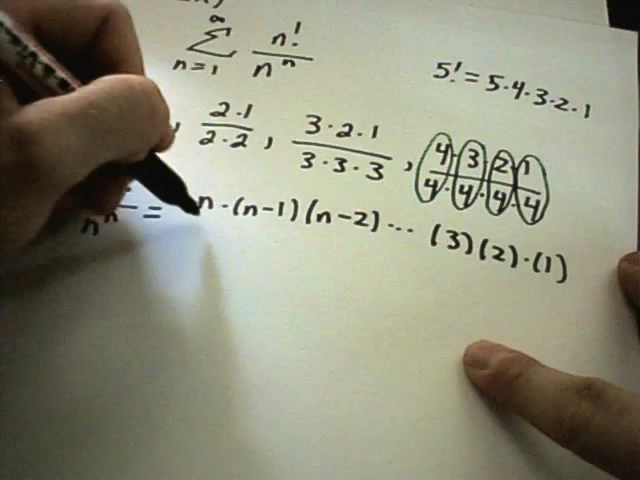 ∞
Σ n! / n^n
n = 1
5! = 5·4·3·2·1
2·1 / 2·2 , 3·2·1 / 3·3·3 , 4·3·2·1 / 4·4·4·4
n^n = n·(n-1)(n-2)··· (3)(2)·(1)